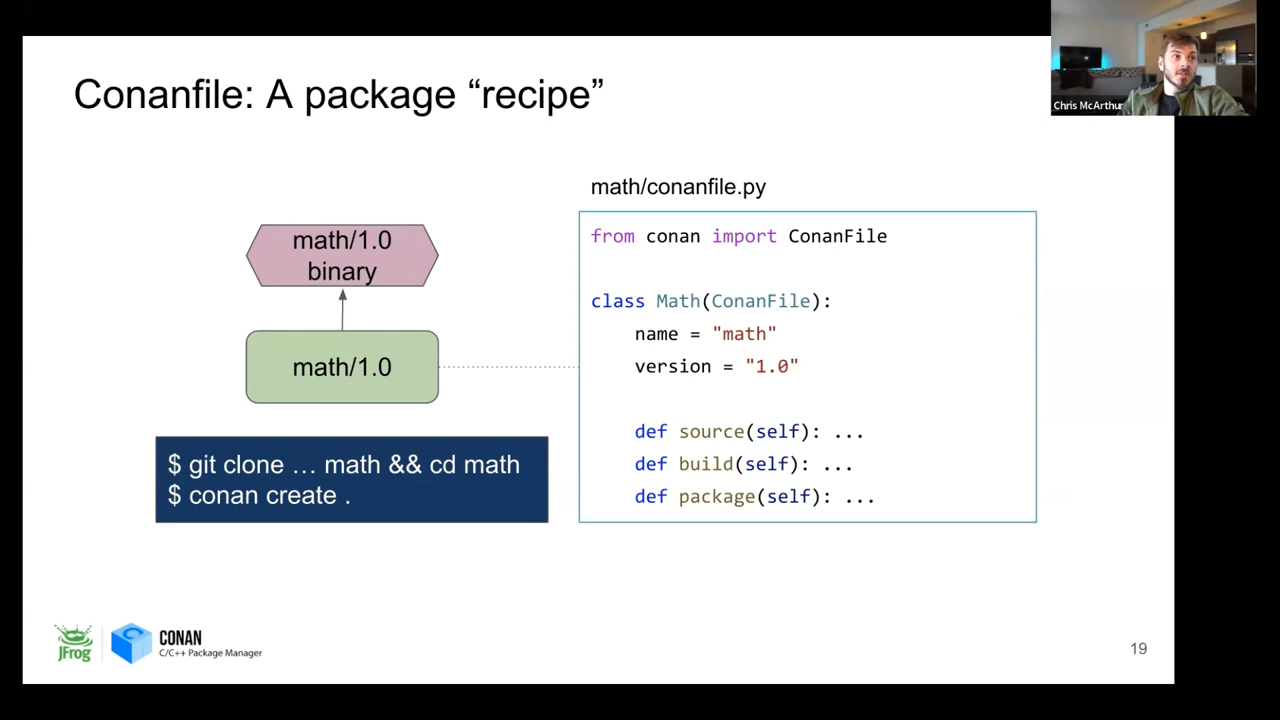 Conanfile: A package “recipe”
Chris McArthur
math/conanfile.py
math/1.0
binary
math/1.0
from conan import ConanFile
class Math(ConanFile):
name = "math"
version = "1.0"
def source(self): ...
def build(self): ...
def package(self): ...
$ git clone … math && cd math
$ conan create .
JFrog
CONAN
C/C++ Package Manager
19